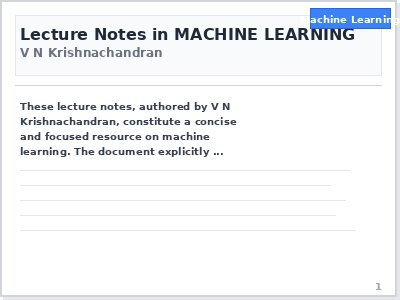 Machine Learning
Lecture Notes in MACHINE LEARNING
V N Krishnachandran
These lecture notes, authored by V N
Krishnachandran, constitute a concise
and focused resource on machine
learning. The document explicitly ...
1